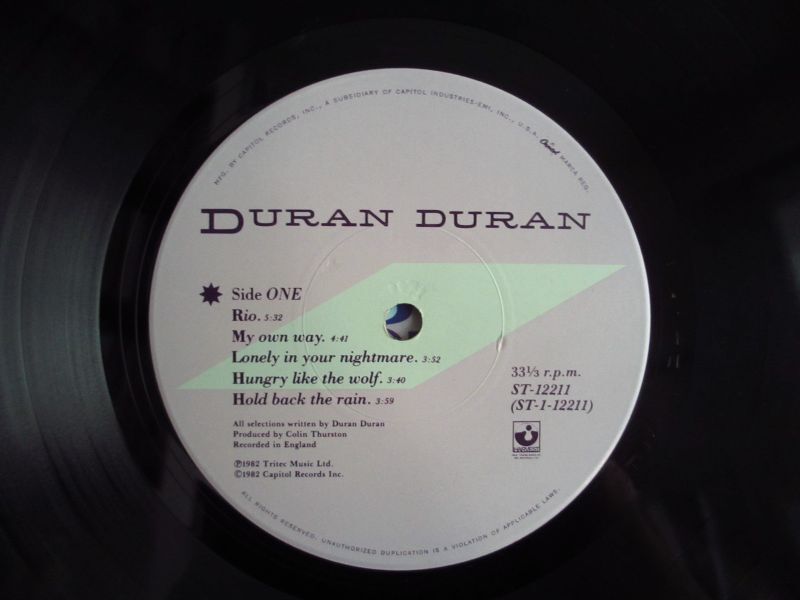 MFG. BY CAPITOL RECORDS, INC., A SUBSIDIARY OF CAPITOL INDUSTRIES-EMI, INC., U.S.A. Capitol MARCA REG.
DURAN DURAN
Side ONE
Rio. 5:32
My own way. 4:41
Lonely in your nightmare. 3:52
Hungry like the wolf. 3:40
Hold back the rain. 3:59
33⅓ r.p.m.
ST-12211
(ST-1-12211)
All selections written by Duran Duran
Produced by Colin Thurston
Recorded in England
℗1982 Tritec Music Ltd.
©1982 Capitol Records Inc.
ALL RIGHTS RESERVED. UNAUTHORIZED DUPLICATION IS A VIOLATION OF APPLICABLE LAWS.